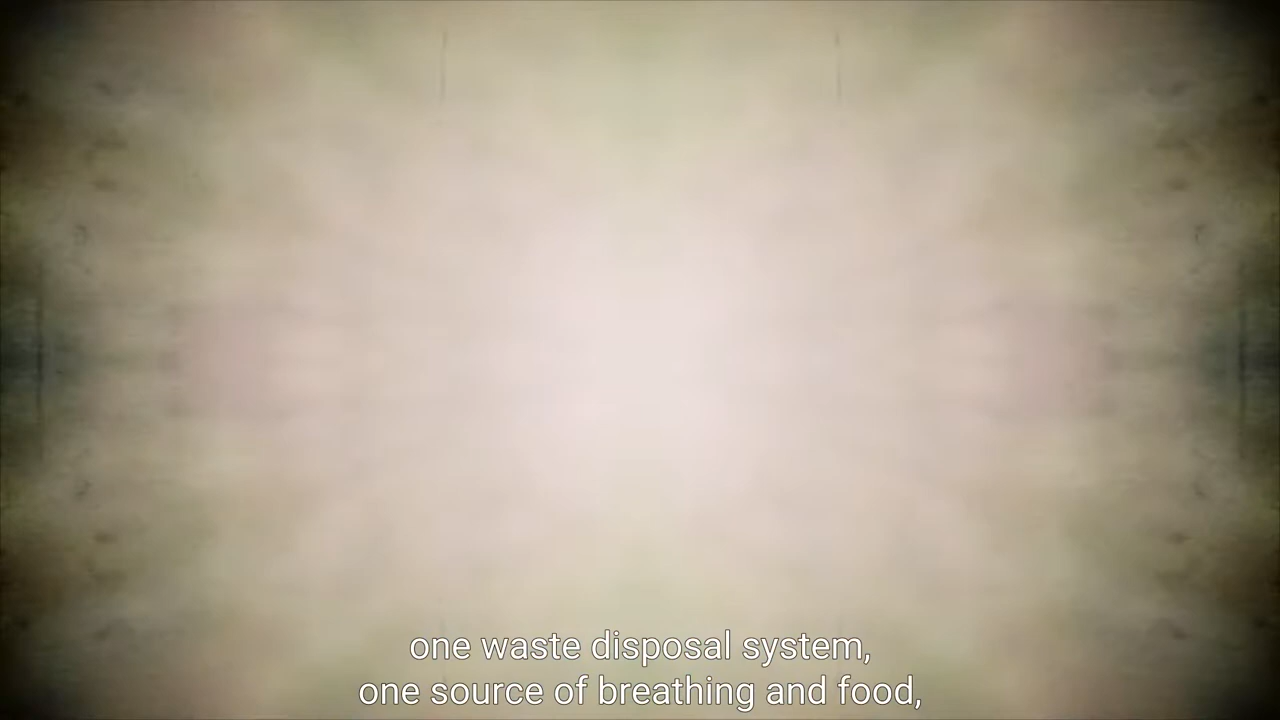 one waste disposal system,
one source of breathing and food,